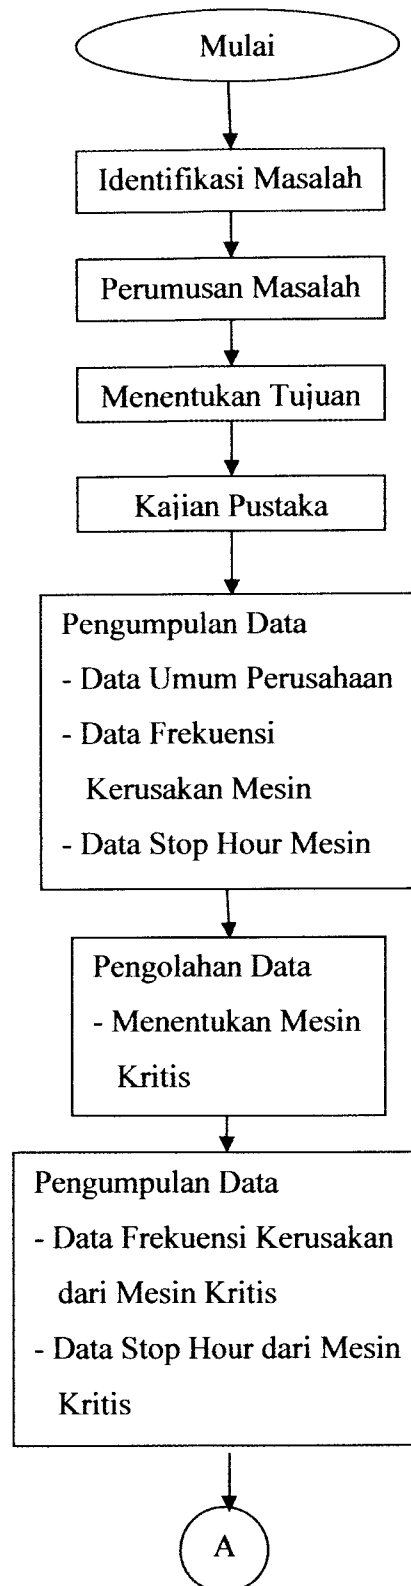 Mulai
Identifikasi Masalah
Perumusan Masalah
Menentukan Tujuan
Kajian Pustaka
Pengumpulan Data
- Data Umum Perusahaan
- Data Frekuensi
Kerusakan Mesin
- Data Stop Hour Mesin
Pengolahan Data
- Menentukan Mesin
Kritis
Pengumpulan Data
- Data Frekuensi Kerusakan
dari Mesin Kritis
- Data Stop Hour dari Mesin
Kritis
A